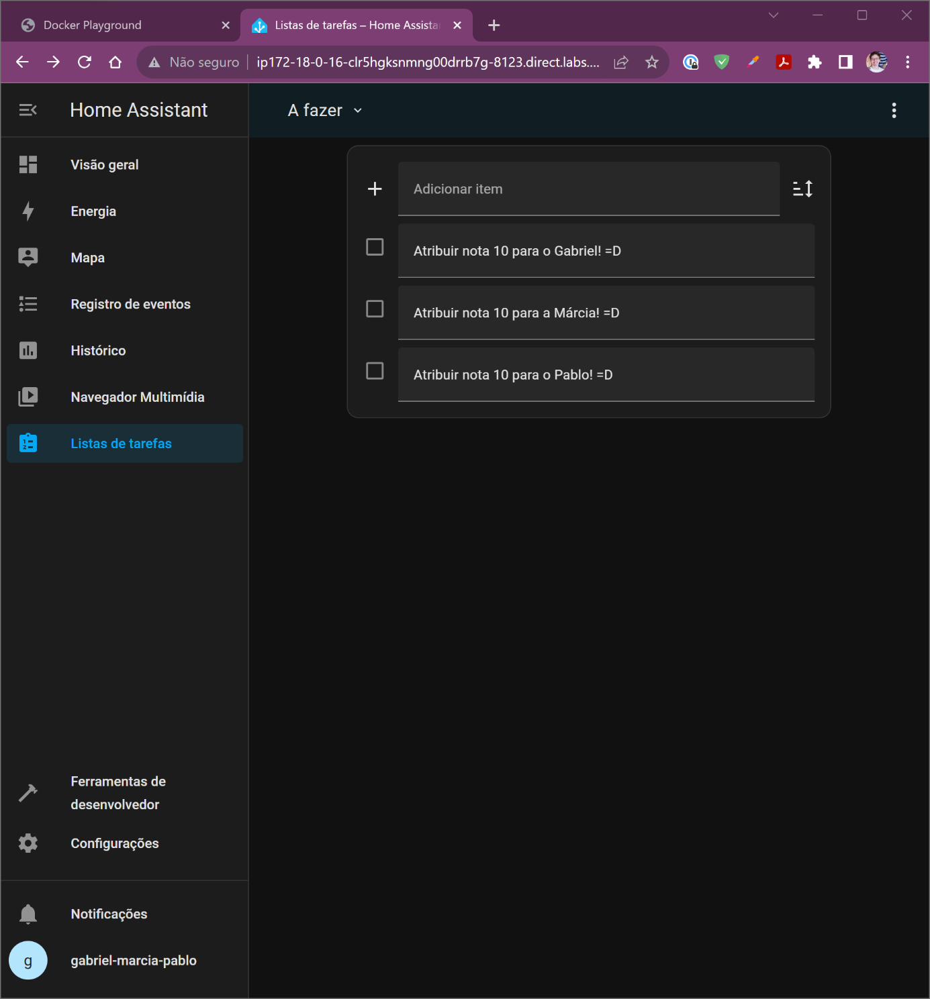 Docker Playground
Listas de tarefas – Home Assista
Não seguro
ip172-18-0-16-clr5hgksnmng00drrb7g-8123.direct.labs....
Home Assistant
A fazer
Visão geral
Energia
Mapa
Registro de eventos
Histórico
Navegador Multimídia
Listas de tarefas
Adicionar item
Atribuir nota 10 para o Gabriel! =D
Atribuir nota 10 para a Márcia! =D
Atribuir nota 10 para o Pablo! =D
Ferramentas de
desenvolvedor
Configurações
Notificações
g
gabriel-marcia-pablo